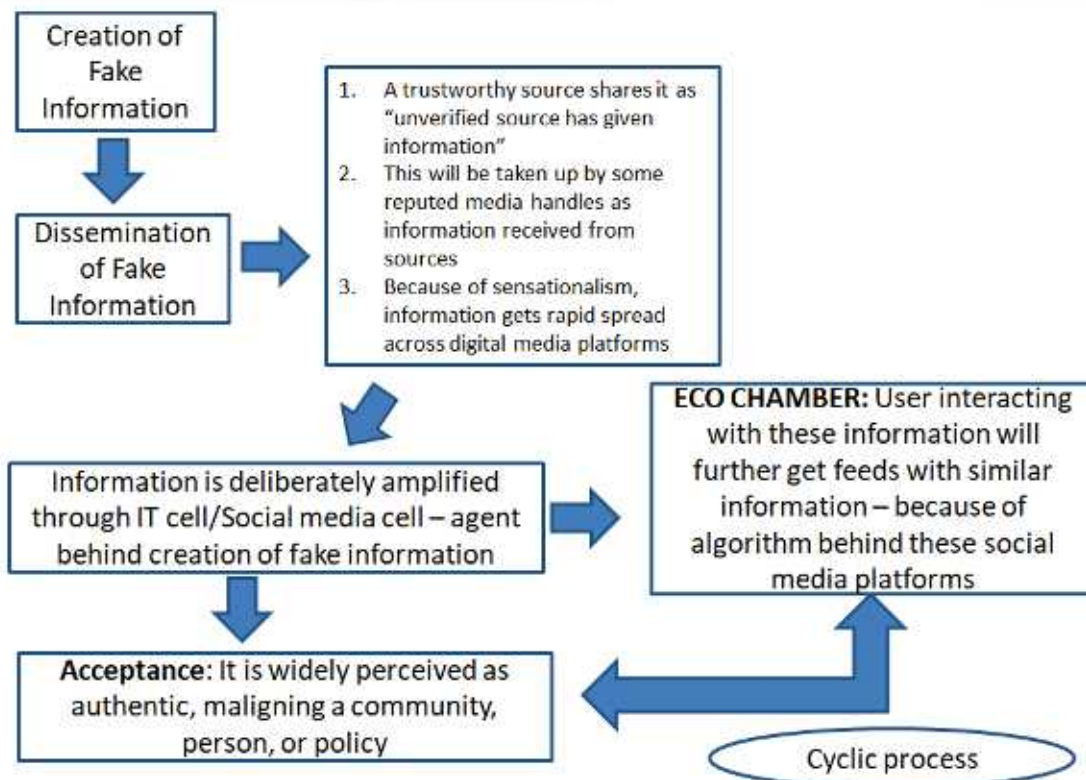 Creation of
Fake
Information
Dissemination
of Fake
Information
1. A trustworthy source shares it as
“unverified source has given
information”
2. This will be taken up by some
reputed media handles as
information received from
sources
3. Because of sensationalism,
information gets rapid spread
across digital media platforms
Information is deliberately amplified
through IT cell/Social media cell – agent
behind creation of fake information
ECO CHAMBER: User interacting
with these information will
further get feeds with similar
information – because of
algorithm behind these social
media platforms
Acceptance: It is widely perceived as
authentic, maligning a community,
person, or policy
Cyclic process